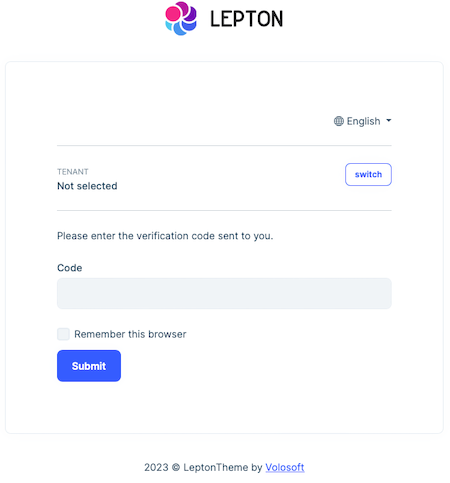 LEPTON
English
TENANT
Not selected
switch
Please enter the verification code sent to you.
Code
Remember this browser
Submit
2023 © LeptonTheme by Volosoft